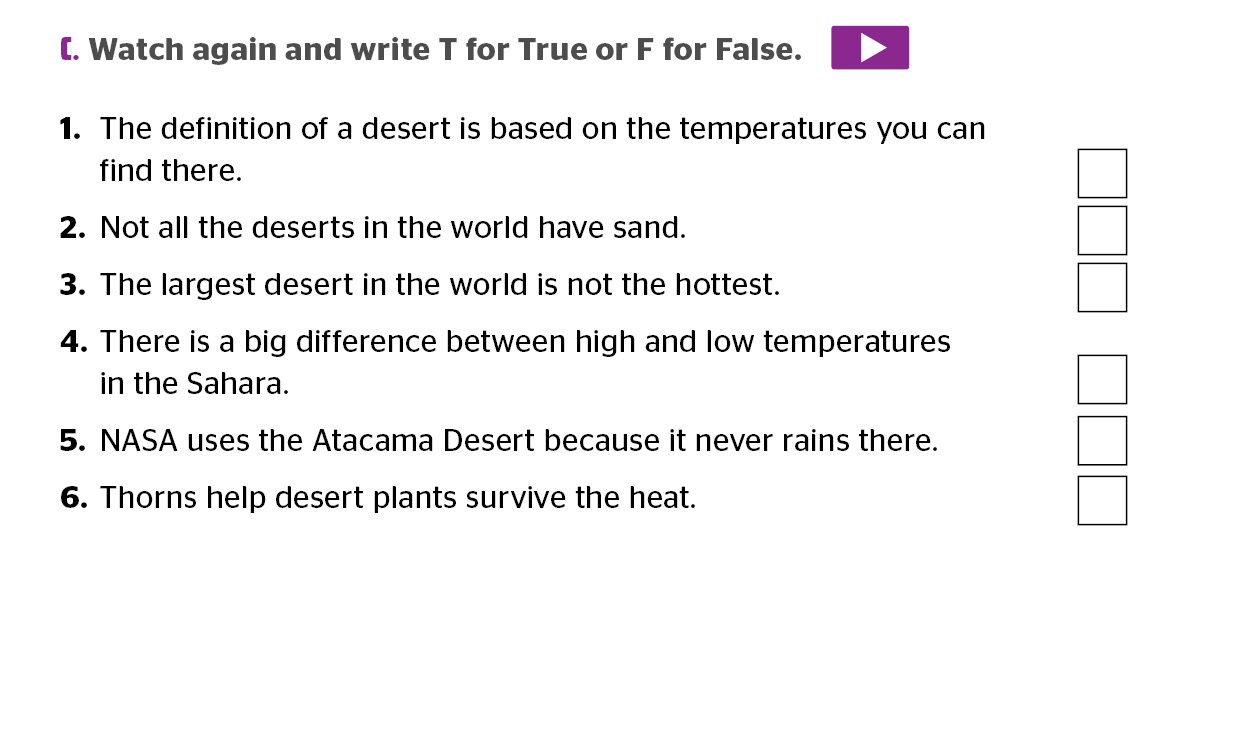 C. Watch again and write T for True or F for False.
1. The definition of a desert is based on the temperatures you can
find there.
2. Not all the deserts in the world have sand.
3. The largest desert in the world is not the hottest.
4. There is a big difference between high and low temperatures
in the Sahara.
5. NASA uses the Atacama Desert because it never rains there.
6. Thorns help desert plants survive the heat.